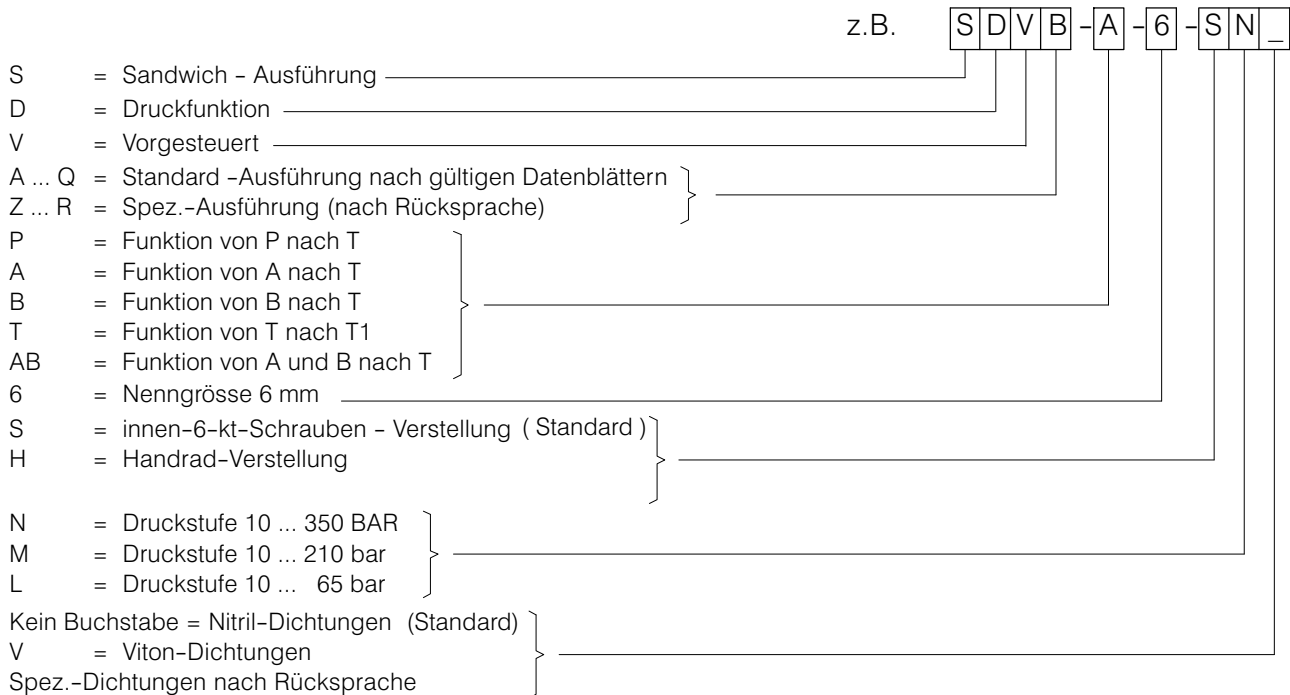 z.B. SDVB-A-6-SN_
S = Sandwich - Ausführung
D = Druckfunktion
V = Vorgesteuert
A ... Q = Standard -Ausführung nach gültigen Datenblättern
Z ... R = Spez.-Ausführung (nach Rücksprache)
P = Funktion von P nach T
A = Funktion von A nach T
B = Funktion von B nach T
T = Funktion von T nach T1
AB = Funktion von A und B nach T
6 = Nenngrösse 6 mm
S = innen-6-kt-Schrauben - Verstellung ( Standard )
H = Handrad-Verstellung
N = Druckstufe 10 ... 350 BAR
M = Druckstufe 10 ... 210 bar
L = Druckstufe 10 ... 65 bar
Kein Buchstabe = Nitril-Dichtungen (Standard)
V = Viton-Dichtungen
Spez.-Dichtungen nach Rücksprache